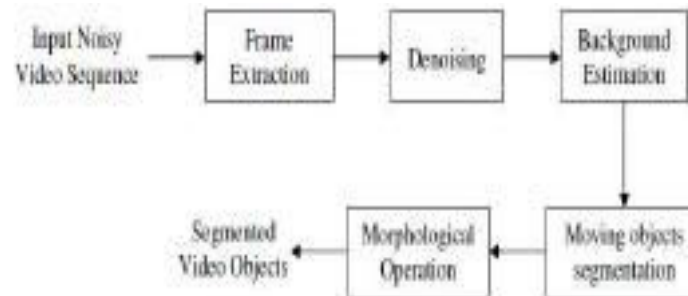 Input Noisy
Video Sequence
Frame
Extraction
Denoising
Background
Estimation
Moving objects
segmentation
Morphological
Operation
Segmented
Video Objects